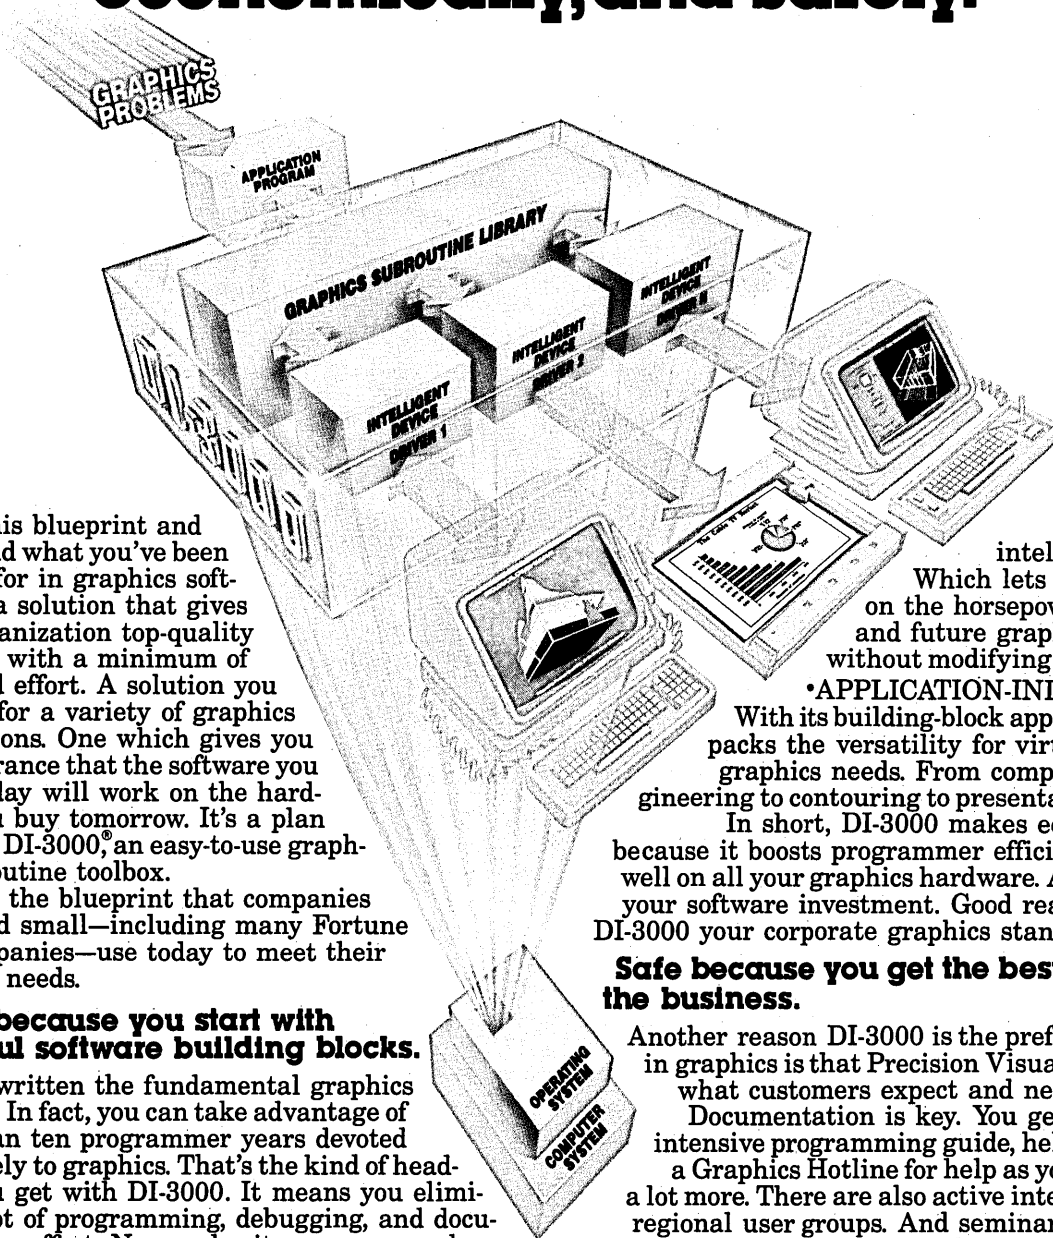 economically, and safely.
GRAPHICS
PROBLEMS
APPLICATION
PROGRAM
GRAPHICS SUBROUTINE LIBRARY
INTELLIGENT
DEVICE
DRIVER 1
INTELLIGENT
DEVICE
DRIVER 2
INTELLIGENT
DEVICE
DRIVER N
DI-3000
The Cable TV Market
OPERATING
SYSTEM
COMPUTER
SYSTEM
his blueprint and
d what you've been
for in graphics soft-
a solution that gives
anization top-quality
with a minimum of
l effort. A solution you
for a variety of graphics
ons. One which gives you
rance that the software you
day will work on the hard-
u buy tomorrow. It's a plan
DI-3000,® an easy-to-use graph-
outine toolbox.
the blueprint that companies
d small—including many Fortune
panies—use today to meet their
needs.
because you start with
ul software building blocks.
written the fundamental graphics
In fact, you can take advantage of
an ten programmer years devoted
ely to graphics. That's the kind of head-
u get with DI-3000. It means you elimi-
ot of programming, debugging, and docu-
intel
Which lets
on the horsepow
and future grap
without modifying
•APPLICATION-IN
With its building-block app
packs the versatility for virt
graphics needs. From comp
gineering to contouring to presenta
In short, DI-3000 makes e
because it boosts programmer effici
well on all your graphics hardware. A
your software investment. Good rea
DI-3000 your corporate graphics stan
Safe because you get the best
the business.
Another reason DI-3000 is the pref
in graphics is that Precision Visua
what customers expect and ne
Documentation is key. You ge
intensive programming guide, hel
a Graphics Hotline for help as yo
a lot more. There are also active inte
regional user groups. And seminar